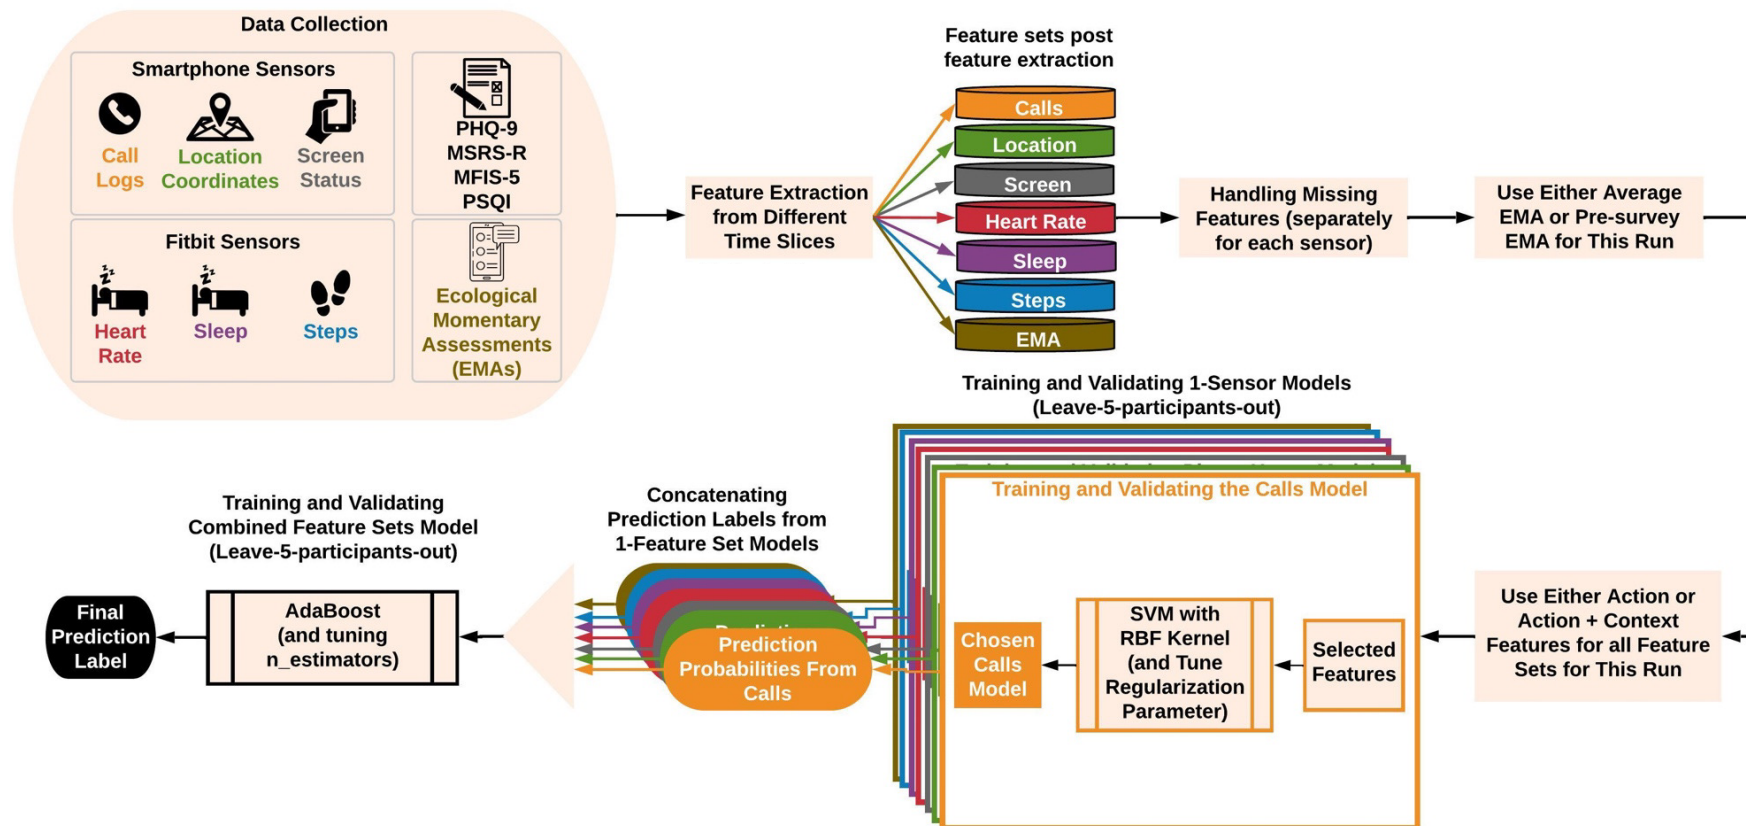 Data Collection
Smartphone Sensors
Call
Logs
Location
Coordinates
Screen
Status
PHQ-9
MSRS-R
MFIS-5
PSQI
Fitbit Sensors
Heart
Rate
Sleep
Steps
Ecological
Momentary
Assessments
(EMAs)
Feature Extraction
from Different
Time Slices
Feature sets post
feature extraction
Calls
Location
Screen
Heart Rate
Sleep
Steps
EMA
Handling Missing
Features (separately
for each sensor)
Use Either Average
EMA or Pre-survey
EMA for This Run
Use Either Action or
Action + Context
Features for all Feature
Sets for This Run
Training and Validating 1-Sensor Models
(Leave-5-participants-out)
Training and Validating the Calls Model
Selected
Features
SVM with
RBF Kernel
(and Tune
Regularization
Parameter)
Chosen
Calls
Model
Concatenating
Prediction Labels from
1-Feature Set Models
Prediction
Probabilities From
Calls
Training and Validating
Combined Feature Sets Model
(Leave-5-participants-out)
AdaBoost
(and tuning
n_estimators)
Final
Prediction
Label